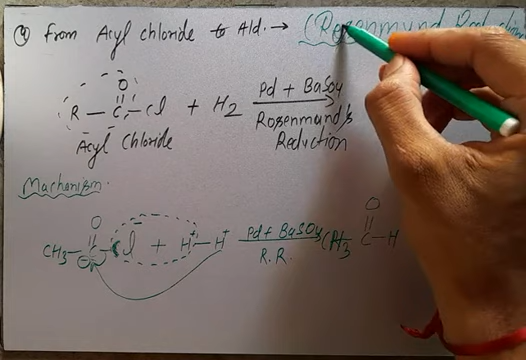 (4) From Acyl chloride to Ald. → (Rosenmund Reduction
O
R — C — Cl + H2 Pd + BaSO4
Acyl Chloride Rosenmund's
Reduction
Mechanism.
O O
CH3 — C Cl + H — H Pd + BaSO4 CH3 C — H
R.R.